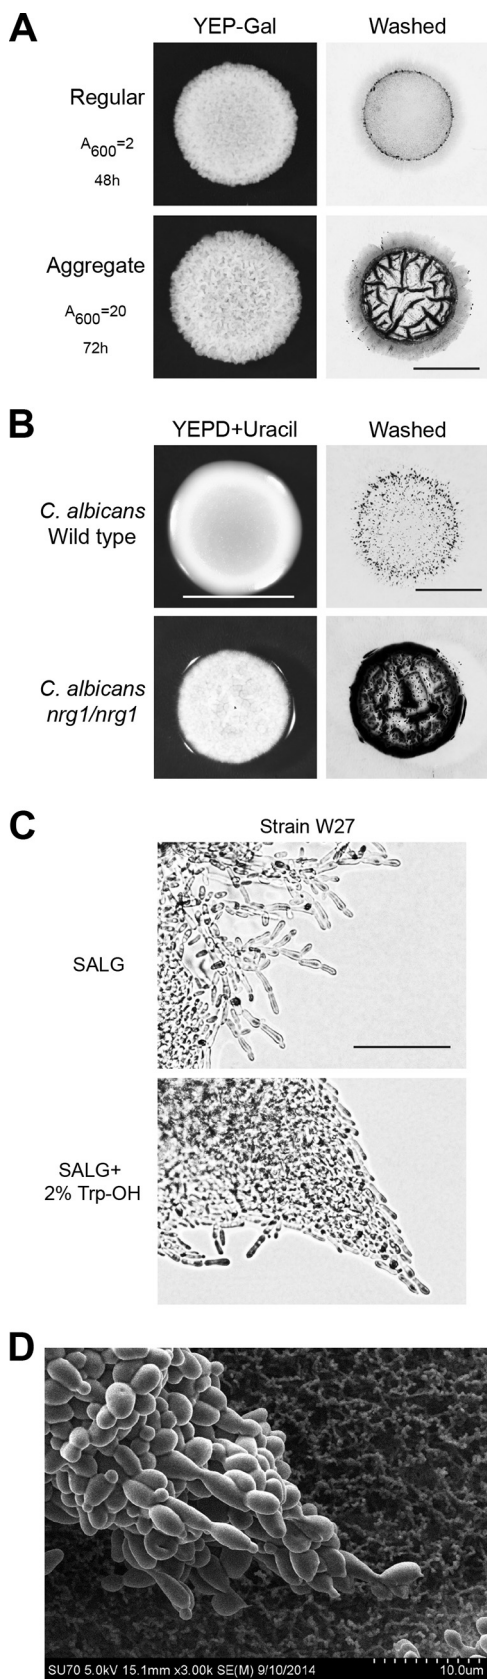 A
YEP-Gal
Washed
Regular
A600=2
48h
Aggregate
A600=20
72h
B
YEPD+Uracil
Washed
C. albicans
Wild type
C. albicans
nrg1/nrg1
C
Strain W27
SALG
SALG+
2% Trp-OH
D
SU70 5.0kV 15.1mm x3.00k SE(M) 9/10/2014
10.0um